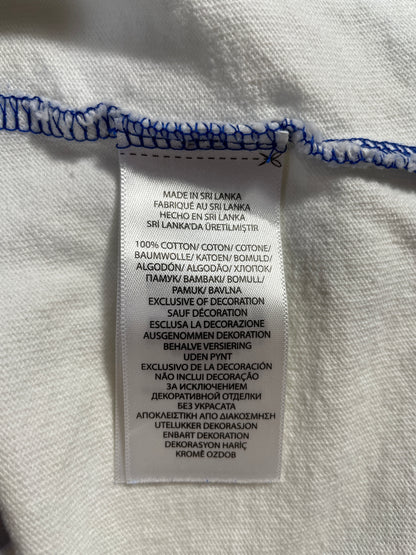 MADE IN SRI LANKA
FABRIQUÉ AU SRI LANKA
HECHO EN SRI LANKA
SRI LANKA'DA ÜRETİLMİŞTİR
100% COTTON/ COTON/ COTONE/
BAUMWOLLE/ KATOEN/ BOMULD/
ALGODÓN/ ALGODÃO/ ХЛОПОК/
ПАМУК/ ΒΑΜΒΑΚΙ/ BOMULL/
PAMUK/ BAVLNA
EXCLUSIVE OF DECORATION
SAUF DÉCORATION
ESCLUSA LA DECORAZIONE
AUSGENOMMEN DEKORATION
BEHALVE VERSIERING
UDEN PYNT
EXCLUSIVO DE LA DECORACIÓN
NÃO INCLUI DECORAÇÃO
ЗА ИСКЛЮЧЕНИЕМ
ДЕКОРАТИВНОЙ ОТДЕЛКИ
БЕЗ УКРАСАТА
ΑΠΟΚΛΕΙΣΤΙΚΗ ΑΠΟ ΔΙΑΚΟΣΜΗΣΗ
UTELUKKER DEKORASJON
ENBART DEKORATION
DEKORASYON HARİÇ
KROMĚ OZDOB